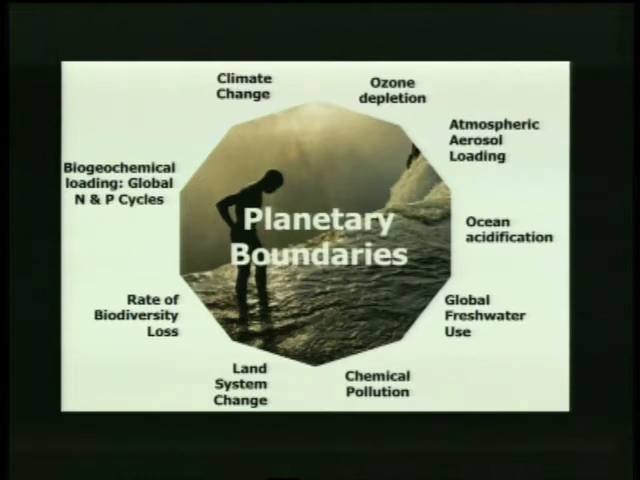 Climate
Change
Ozone
depletion
Atmospheric
Aerosol
Loading
Biogeochemical
loading: Global
N & P Cycles
Planetary
Boundaries
Ocean
acidification
Rate of
Biodiversity
Loss
Global
Freshwater
Use
Land
System
Change
Chemical
Pollution